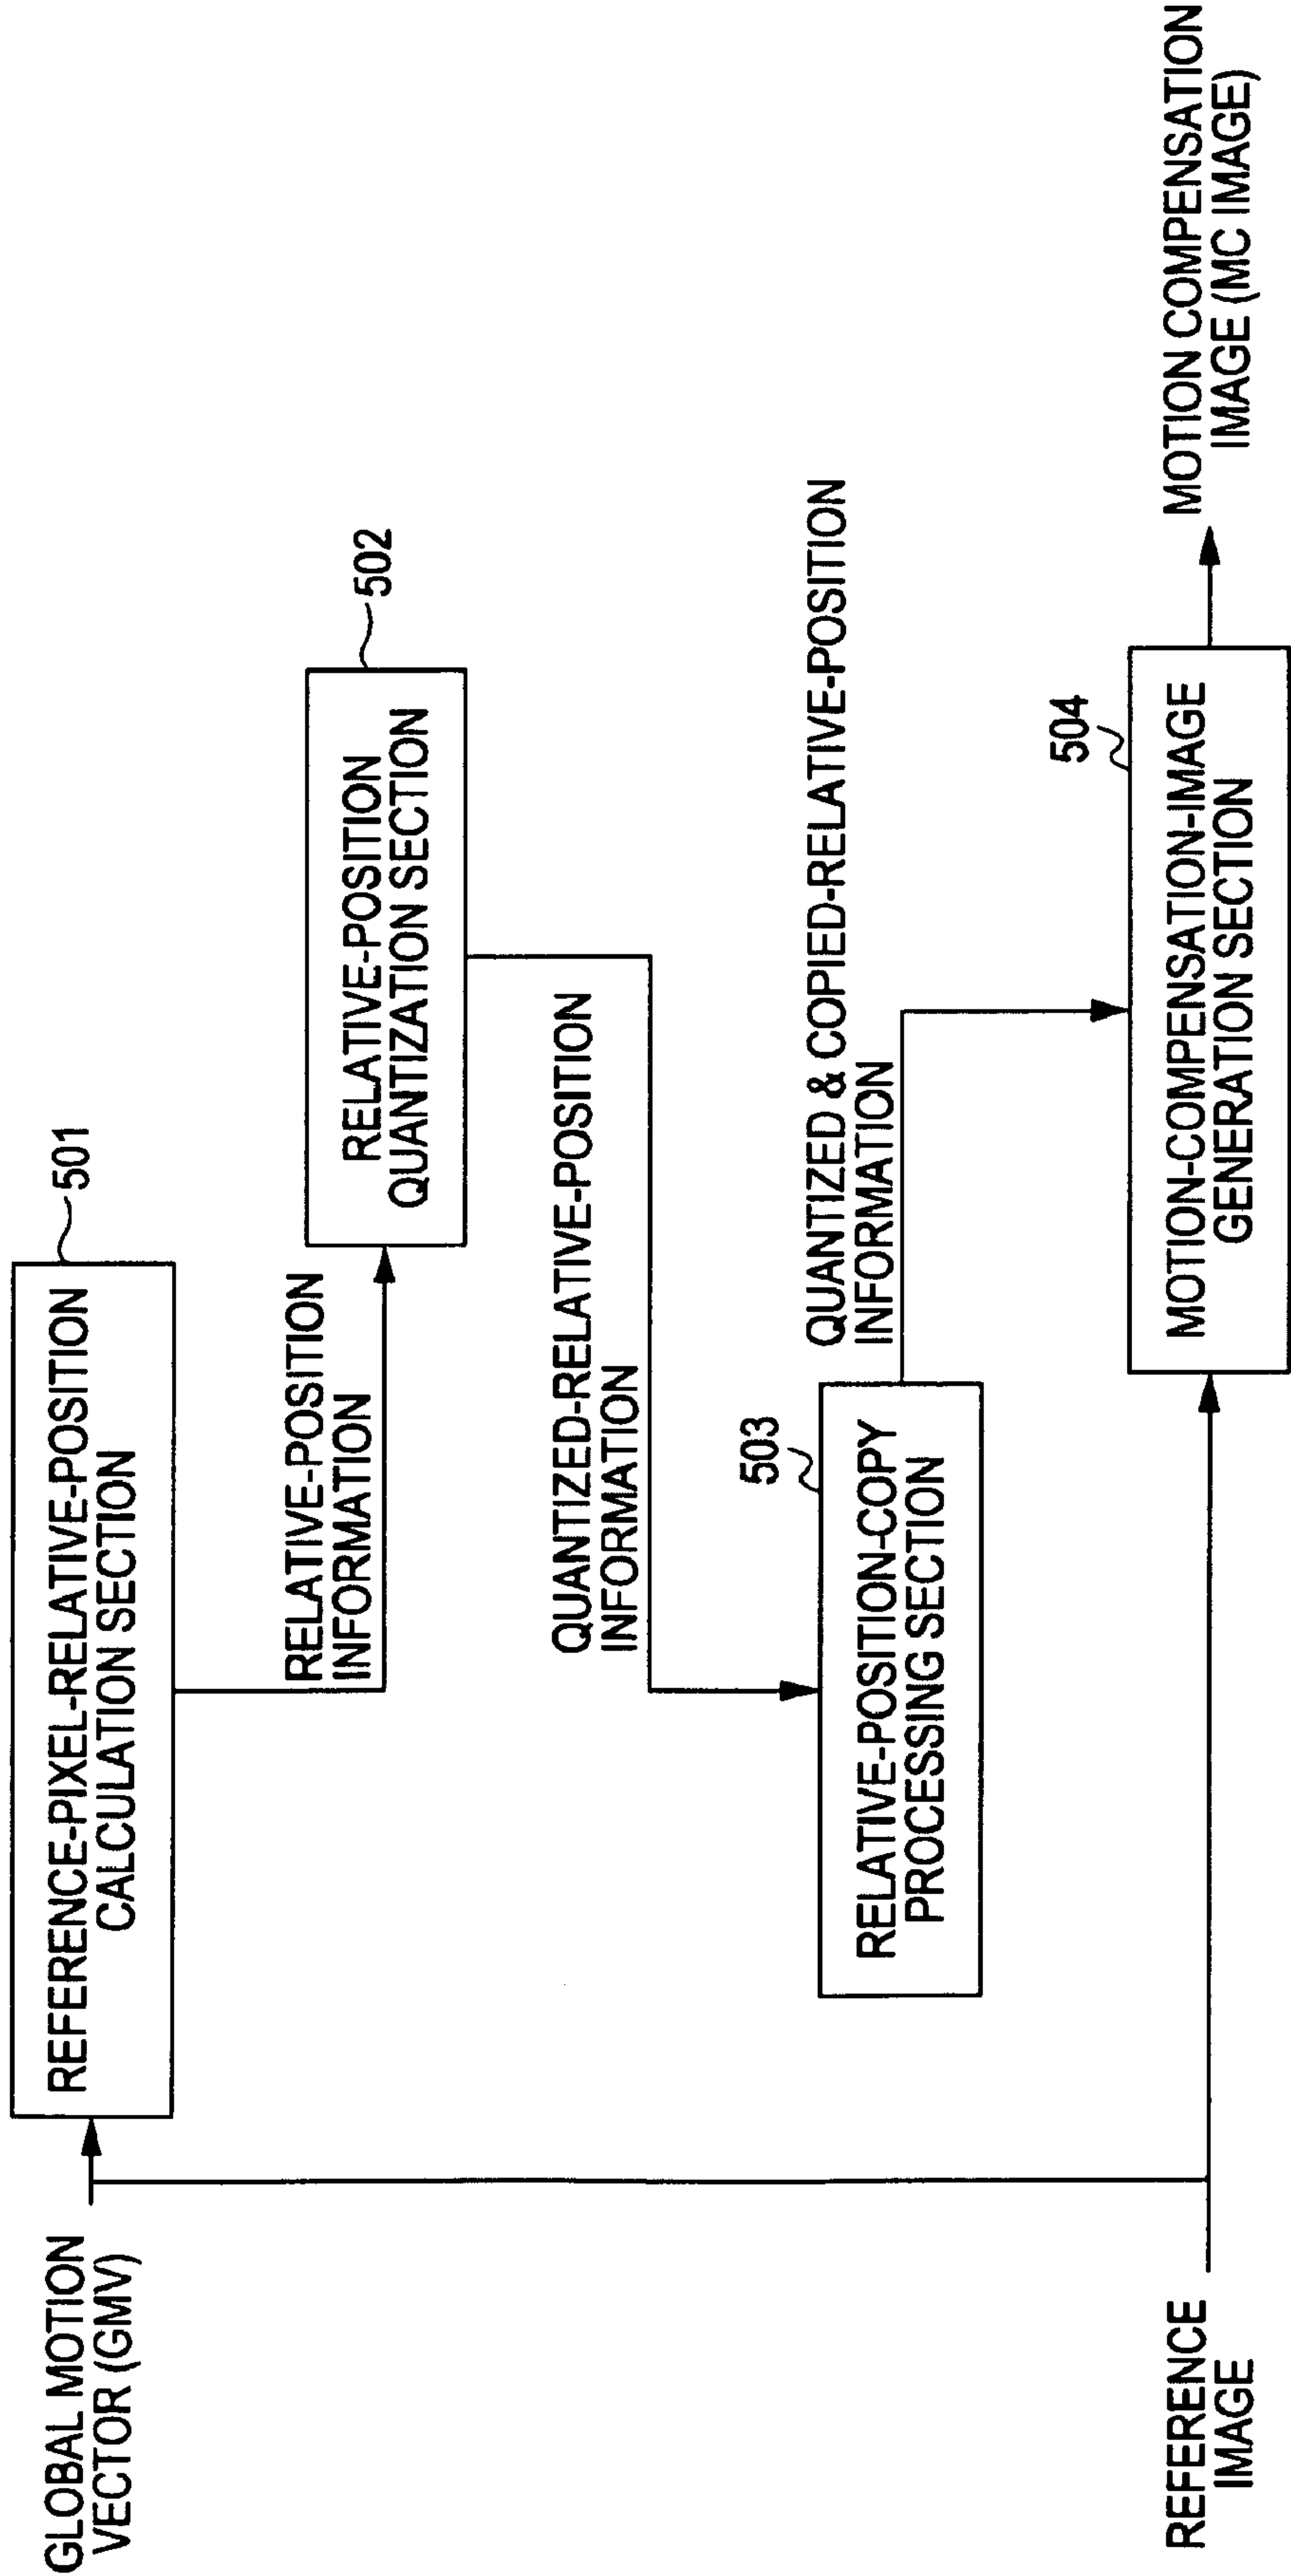 GLOBAL MOTION
VECTOR (GMV)
REFERENCE-PIXEL-RELATIVE-POSITION
CALCULATION SECTION
501
RELATIVE-POSITION
INFORMATION
RELATIVE-POSITION
QUANTIZATION SECTION
502
QUANTIZED-RELATIVE-POSITION
INFORMATION
RELATIVE-POSITION-COPY
PROCESSING SECTION
503
QUANTIZED & COPIED-RELATIVE-POSITION
INFORMATION
REFERENCE
IMAGE
MOTION-COMPENSATION-IMAGE
GENERATION SECTION
504
MOTION COMPENSATION
IMAGE (MC IMAGE)